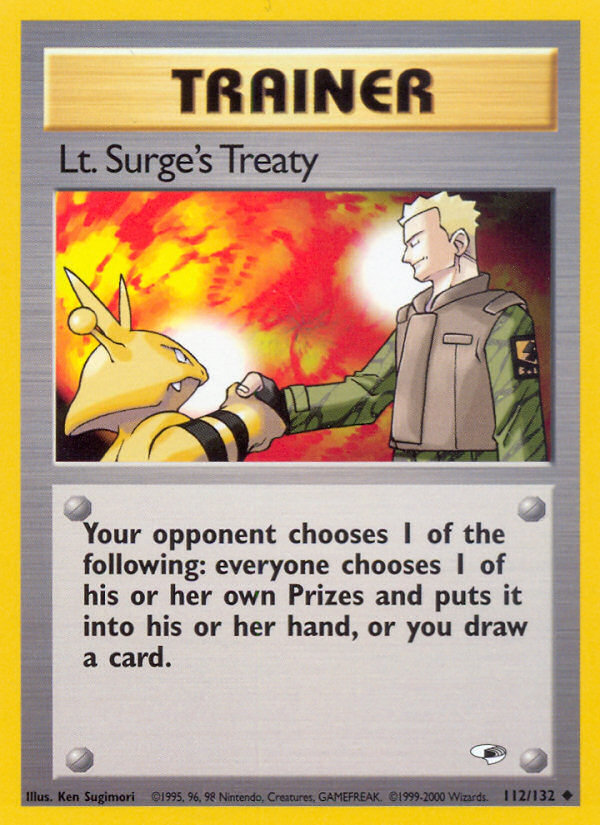 TRAINER
Lt. Surge's Treaty
Your opponent chooses 1 of the
following: everyone chooses 1 of
his or her own Prizes and puts it
into his or her hand, or you draw
a card.
Illus. Ken Sugimori ©1995, 96, 98 Nintendo, Creatures, GAMEFREAK. ©1999-2000 Wizards. 112/132 ◆